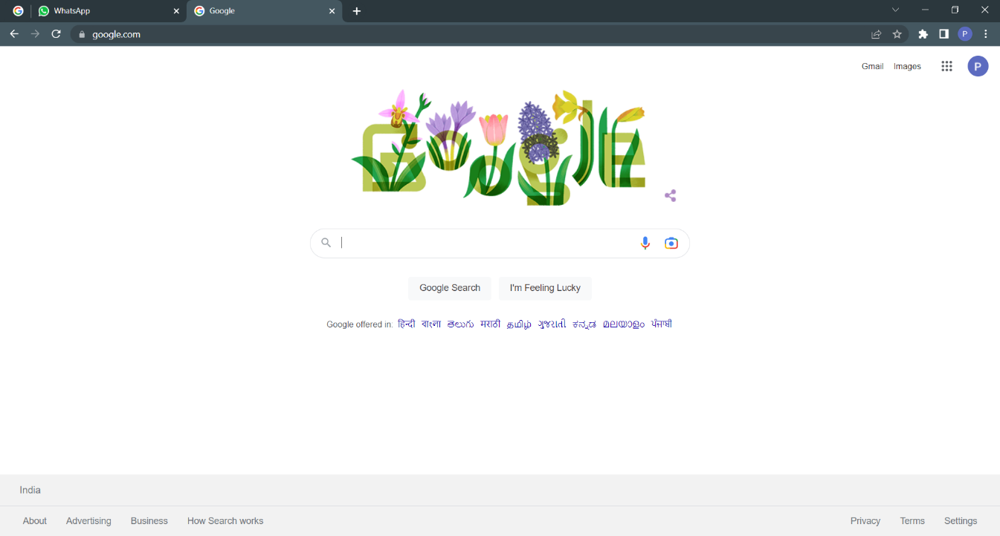 WhatsApp
Google
google.com
P
Gmail Images
P
Google
Google Search I'm Feeling Lucky
Google offered in: हिन्दी বাংলা తెలుగు मराठी தமிழ் ગુજરાતી ಕನ್ನಡ മലയാളം ਪੰਜਾਬੀ
India
About Advertising Business How Search works Privacy Terms Settings